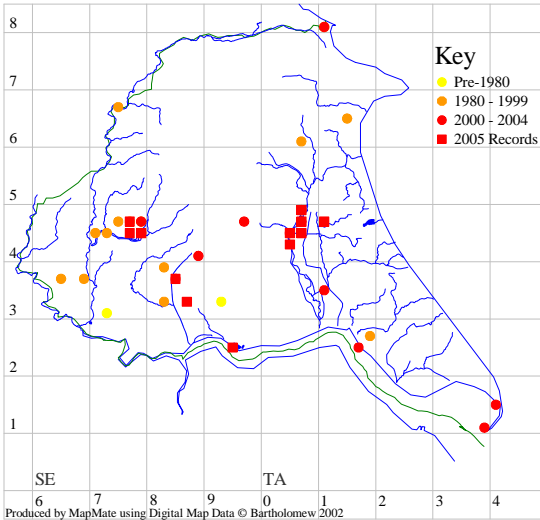 8
Key
Pre-1980
7
1980 - 1999
2000 - 2004
6
2005 Records
5
4
3
2
1
SE TA
6 7 8 9 0 1 2 3 4
Produced by MapMate using Digital Map Data © Bartholomew 2002